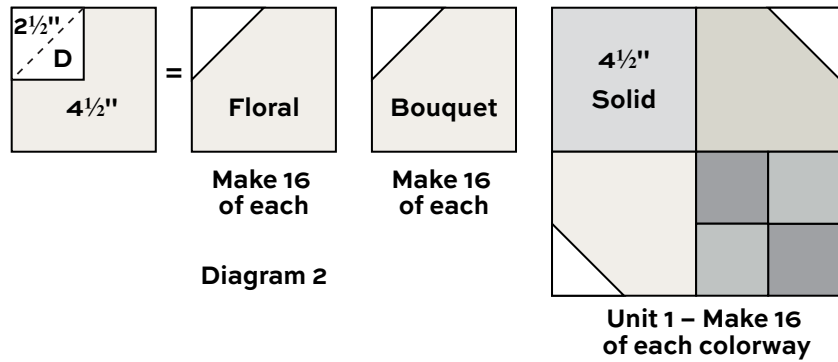 2½"
D
4½"
=
Floral
Make 16
of each
Bouquet
Make 16
of each
Diagram 2
4½"
Solid
Unit 1 – Make 16
of each colorway